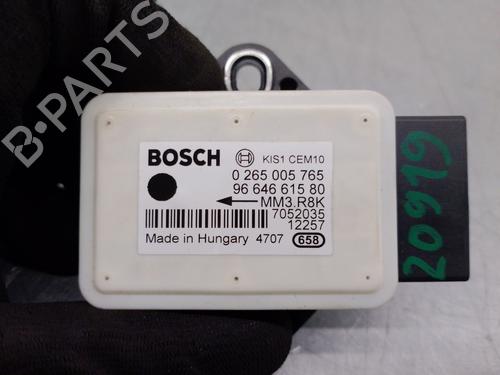 B-PARTS
BOSCH KIS1 CEM10
0 265 005 765
96 646 615 80
MM3.R8K
7052035
12257
Made in Hungary 4707 658
20919